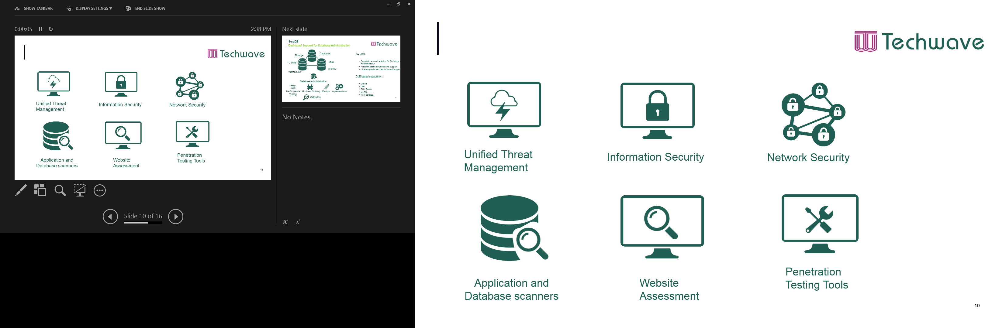 SHOW TASKBAR
DISPLAY SETTINGS ▼
END SLIDE SHOW
0:00:05
2:38 PM
Techwave
Unified Threat
Management
Information Security
Network Security
Application and
Database scanners
Website
Assessment
Penetration
Testing Tools
10
Slide 10 of 16
Next slide
ServDB
Dedicated Support for Database Administration
Techwave
Database
Storage
Cluster
Data
Archive
Warehouse
Database Administration
Performance
Tuning
Problem Solving
Design
Implementation
Validation
ServDB:
• Complete support solution for Database
Administration
• Platform based solutions and support
• Clustering and HPC Environment suppor
CoE based support for :
• Oracle
• DB2
• SQL Server
• MySQL
• Non-Sql DBs
No Notes.
A A
Techwave
Unified Threat
Management
Information Security
Network Security
Application and
Database scanners
Website
Assessment
Penetration
Testing Tools
10